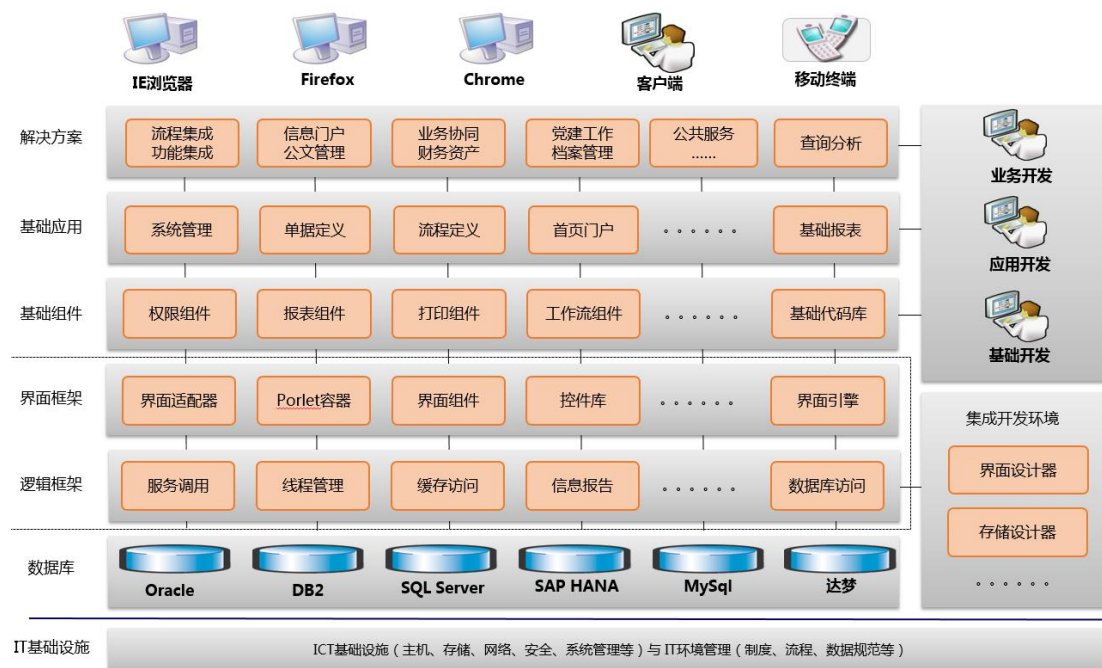 IE浏览器
Firefox
Chrome
客户端
移动终端
解决方案
流程集成
功能集成
信息门户
公文管理
业务协同
财务资产
党建工作
档案管理
公共服务
......
查询分析
业务开发
基础应用
系统管理
单据定义
流程定义
首页门户
。。。。。。
基础报表
应用开发
基础组件
权限组件
报表组件
打印组件
工作流组件
。。。。。。
基础代码库
基础开发
界面框架
界面适配器
Porlet容器
界面组件
控件库
。。。。。。
界面引擎
集成开发环境
界面设计器
逻辑框架
服务调用
线程管理
缓存访问
信息报告
。。。。。。
数据库访问
存储设计器
。。。。。。
数据库
Oracle
DB2
SQL Server
SAP HANA
MySql
达梦
IT基础设施
ICT基础设施（主机、存储、网络、安全、系统管理等）与 IT环境管理（制度、流程、数据规范等）